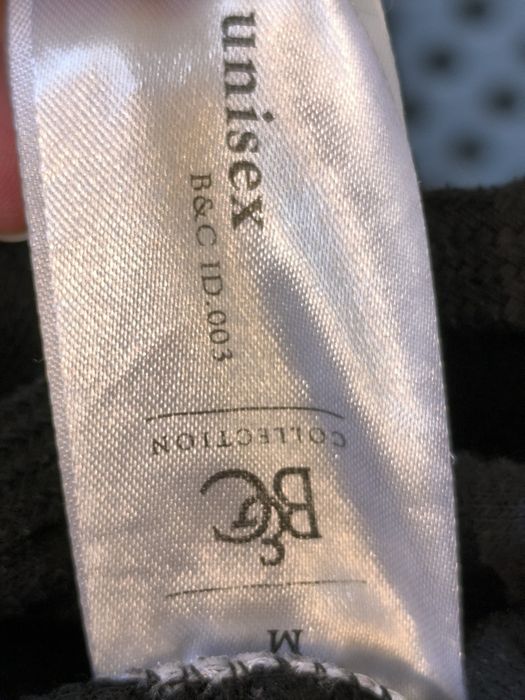 M
B&C
COLLECTION
unisex
B&C ID.003